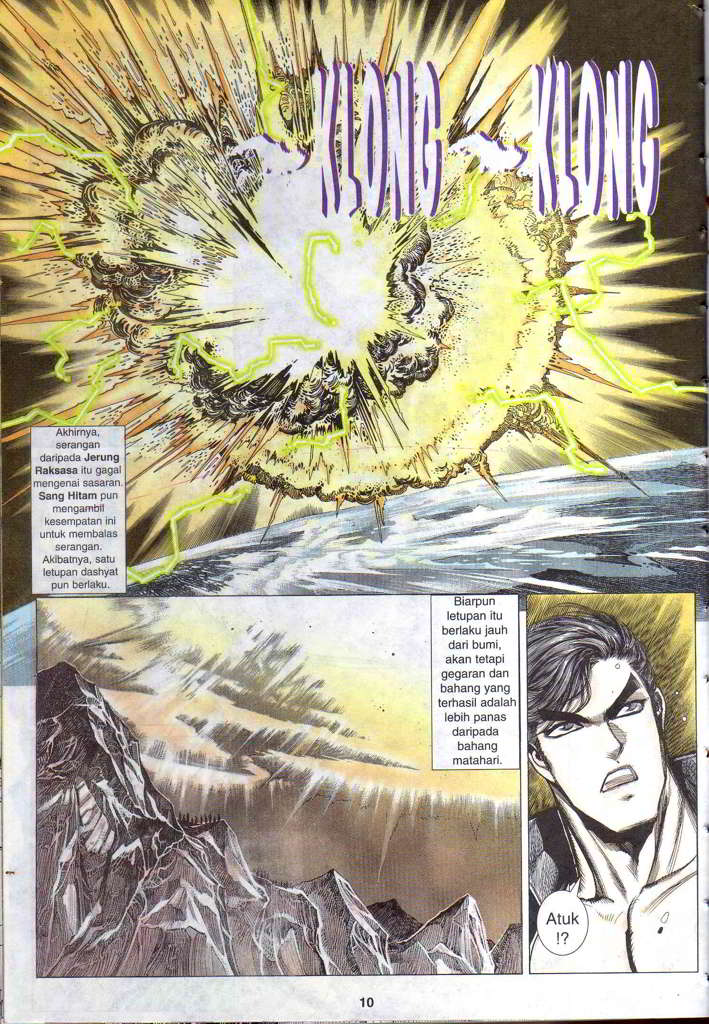 KLONG KLONG
Akhirnya,
serangan
daripada Jerung
Raksasa itu gagal
mengenai sasaran.
Sang Hitam pun
mengambil
kesempatan ini
untuk membalas
serangan.
Akibatnya, satu
letupan dashyat
pun berlaku.
Biarpun
letupan itu
berlaku jauh
dari bumi,
akan tetapi
gegaran dan
bahang yang
terhasil adalah
lebih panas
daripada
bahang
matahari.
Atuk
!?
10